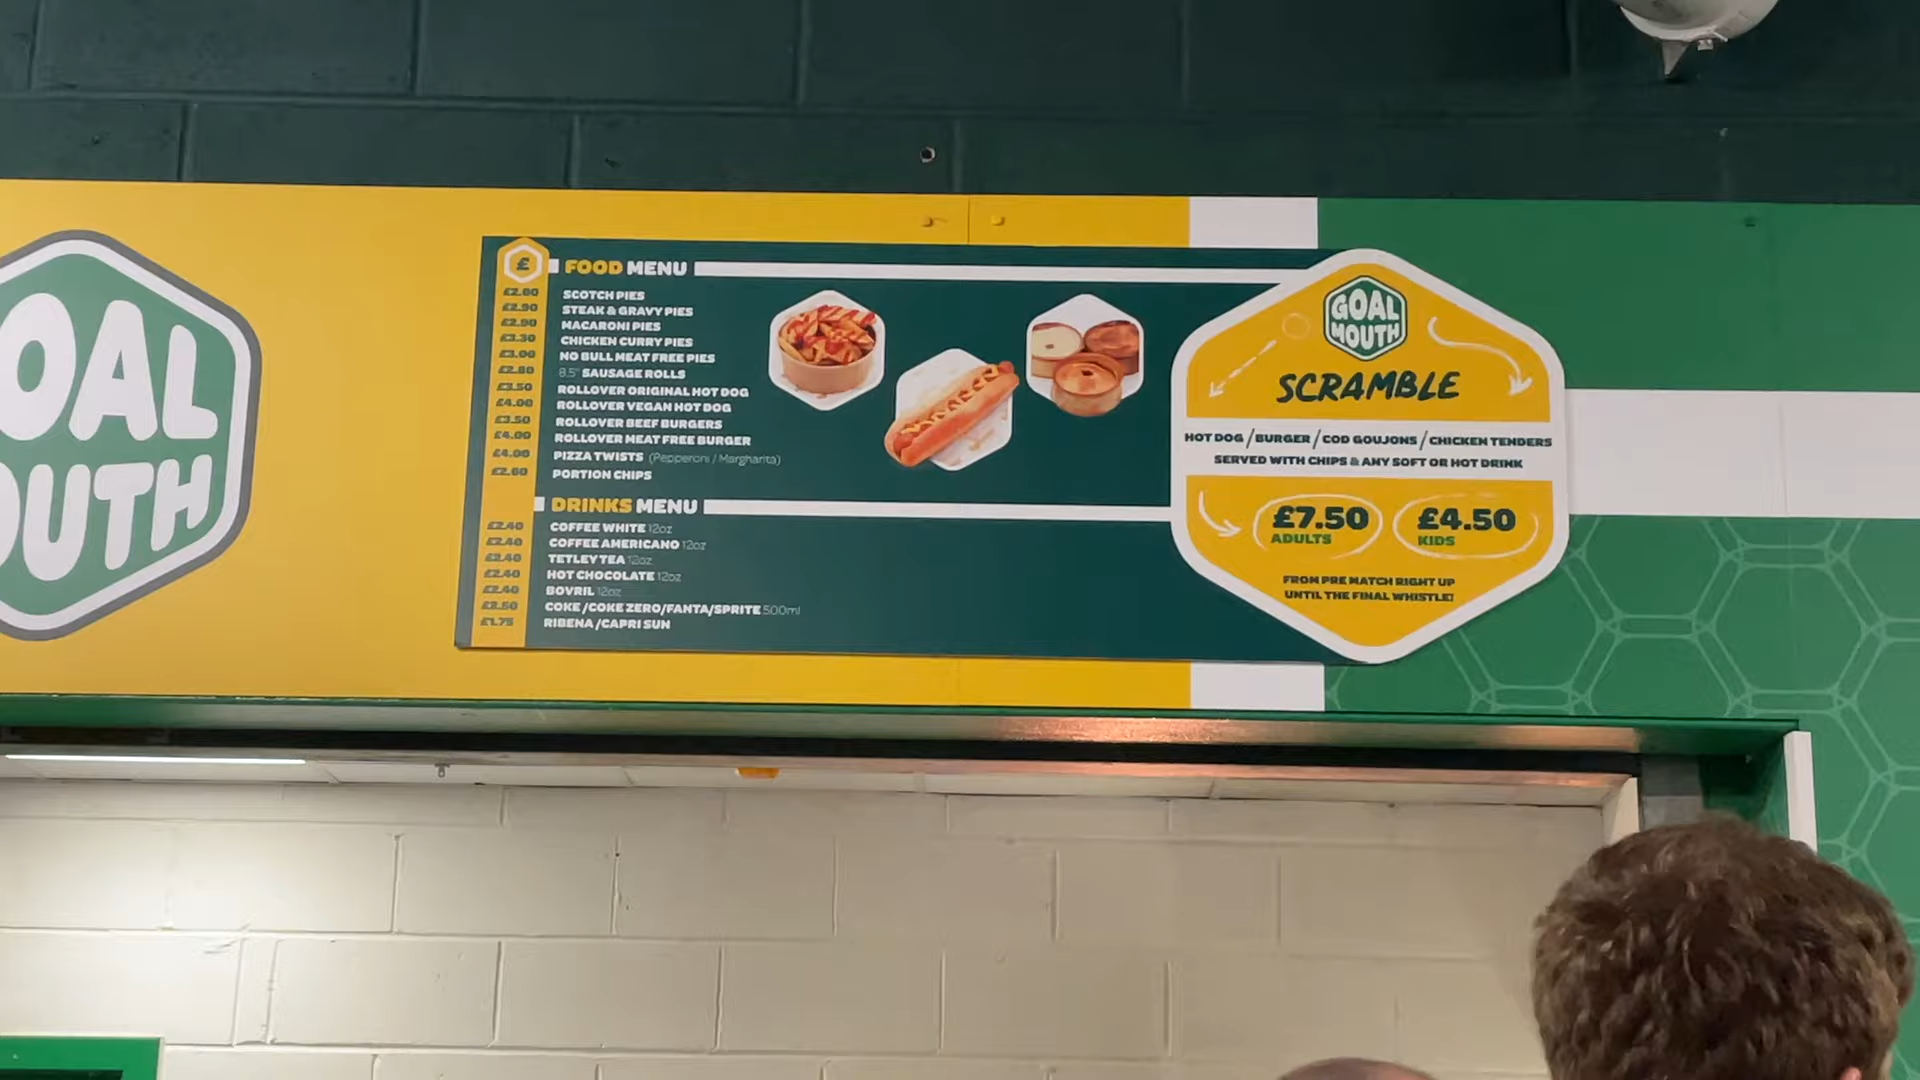 OAL
OUTH
£ FOOD MENU
£2.80 SCOTCH PIES
£2.90 STEAK & GRAVY PIES
£2.90 MACARONI PIES
£3.30 CHICKEN CURRY PIES
£3.00 NO BULL MEAT FREE PIES
£2.80 8.5" SAUSAGE ROLLS
£3.50 ROLLOVER ORIGINAL HOT DOG
£4.00 ROLLOVER VEGAN HOT DOG
£3.50 ROLLOVER BEEF BURGERS
£4.00 ROLLOVER MEAT FREE BURGER
£4.00 PIZZA TWISTS (Pepperoni / Margharita)
£2.60 PORTION CHIPS
DRINKS MENU
£2.40 COFFEE WHITE 12oz
£2.40 COFFEE AMERICANO 12oz
£2.40 TETLEY TEA 12oz
£2.40 HOT CHOCOLATE 12oz
£2.40 BOVRIL 12oz
£2.50 COKE/COKE ZERO/FANTA/SPRITE 500ml
£1.75 RIBENA/CAPRI SUN
GOAL
MOUTH
SCRAMBLE
HOT DOG/BURGER/COD GOUJONS/CHICKEN TENDERS
SERVED WITH CHIPS & ANY SOFT OR HOT DRINK
£7.50 £4.50
ADULTS KIDS
FROM PRE MATCH RIGHT UP
UNTIL THE FINAL WHISTLE!